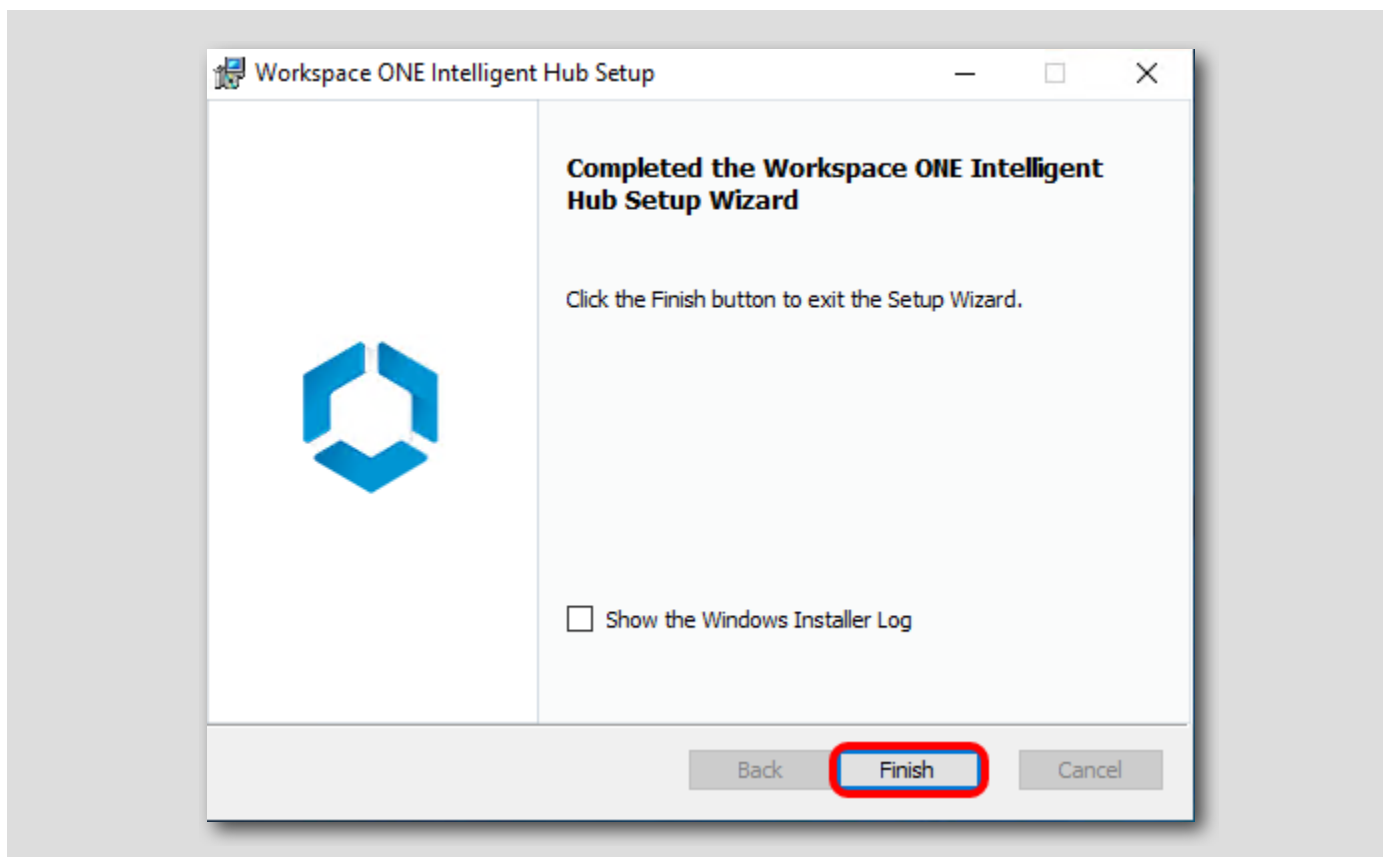 Workspace ONE Intelligent Hub Setup
Completed the Workspace ONE Intelligent
Hub Setup Wizard
Click the Finish button to exit the Setup Wizard.
Show the Windows Installer Log
Back
Finish
Cancel